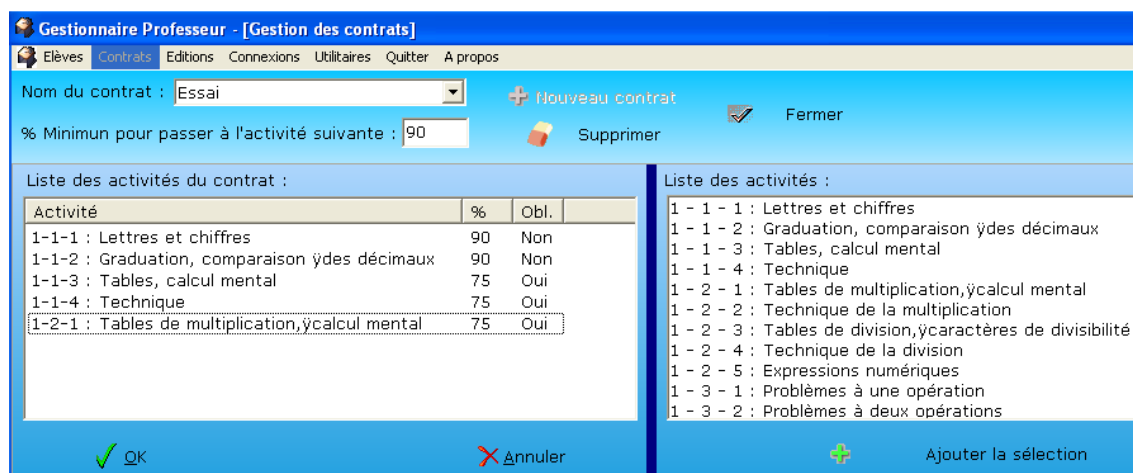 Gestionnaire Professeur - [Gestion des contrats]
Elèves Contrats Editions Connexions Utilitaires Quitter A propos
Nom du contrat : Essai
Nouveau contrat
Fermer
% Minimun pour passer à l'activité suivante : 90
Supprimer
Liste des activités du contrat :
Activité % Obl.
1-1-1 : Lettres et chiffres 90 Non
1-1-2 : Graduation, comparaison ÿdes décimaux 90 Non
1-1-3 : Tables, calcul mental 75 Oui
1-1-4 : Technique 75 Oui
1-2-1 : Tables de multiplication,ÿcalcul mental 75 Oui
OK Annuler
Liste des activités :
1 - 1 - 1 : Lettres et chiffres
1 - 1 - 2 : Graduation, comparaison ÿdes décimaux
1 - 1 - 3 : Tables, calcul mental
1 - 1 - 4 : Technique
1 - 2 - 1 : Tables de multiplication,ÿcalcul mental
1 - 2 - 2 : Technique de la multiplication
1 - 2 - 3 : Tables de division,ÿcaractères de divisibilité
1 - 2 - 4 : Technique de la division
1 - 2 - 5 : Expressions numériques
1 - 3 - 1 : Problèmes à une opération
1 - 3 - 2 : Problèmes à deux opérations
Ajouter la sélection